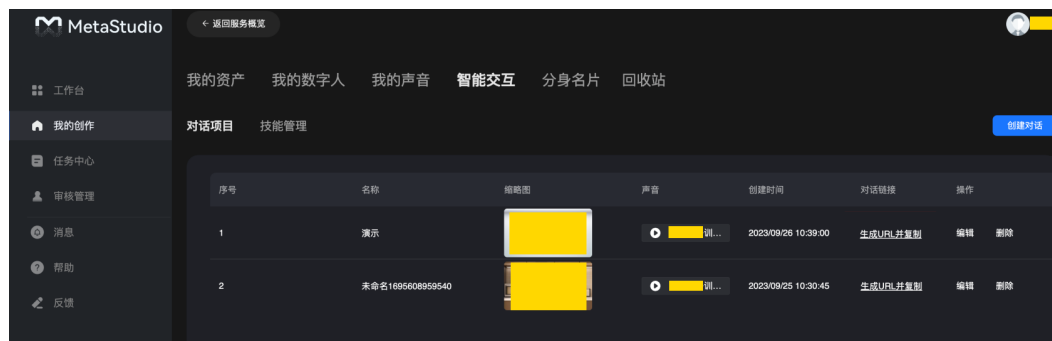 MetaStudio
← 返回服务概览
我的资产 我的数字人 我的声音 智能交互 分身名片 回收站
工作台
我的创作
对话项目 技能管理
创建对话
任务中心
审核管理
序号 名称 缩略图 声音 创建时间 对话链接 操作
消息
1 演示 训... 2023/09/26 10:39:00 生成URL并复制 编辑 删除
帮助
2 未命名1695608959540 训... 2023/09/25 10:30:45 生成URL并复制 编辑 删除
反馈